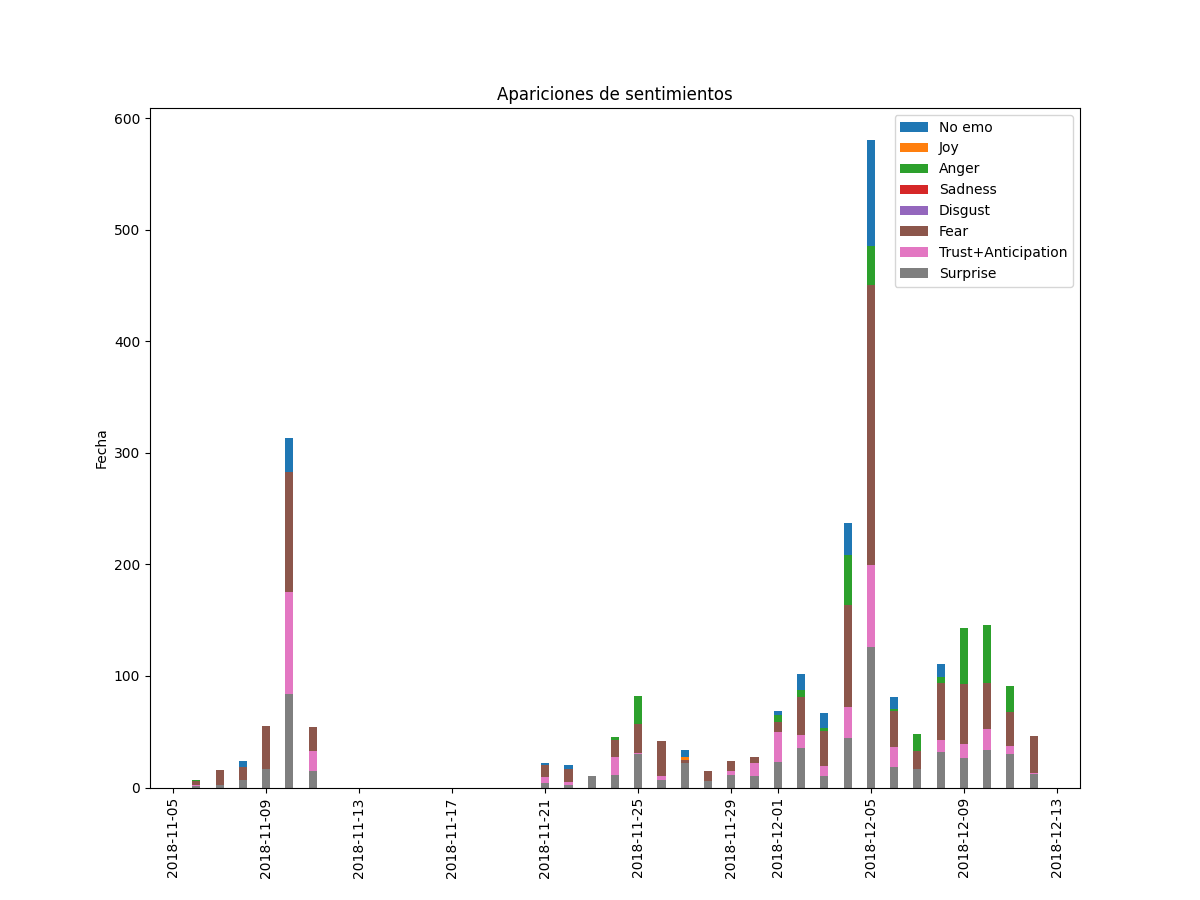 Apariciones de sentimientos
No emo
Joy
Anger
Sadness
Disgust
Fear
Trust+Anticipation
Surprise
Fecha
600
500
400
300
200
100
0
2018-11-05
2018-11-09
2018-11-13
2018-11-17
2018-11-21
2018-11-25
2018-11-29
2018-12-01
2018-12-05
2018-12-09
2018-12-13